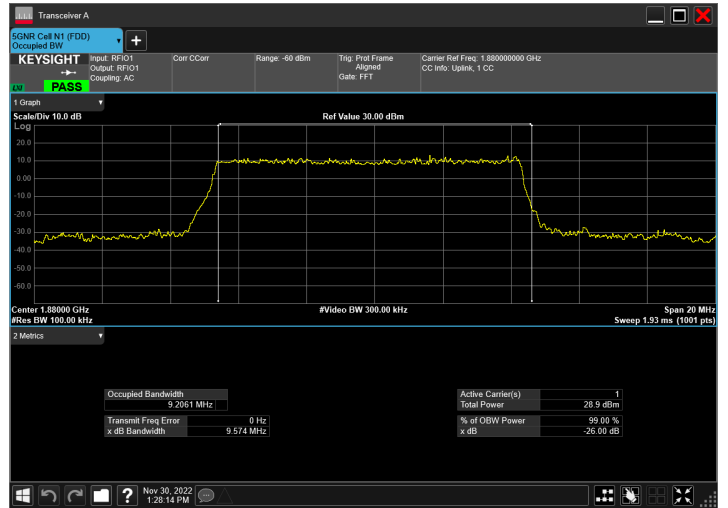 Transceiver A
5GNR Cell N1 (FDD)
Occupied BW
KEYSIGHT
LXI
PASS
Input: RFIO1
Output: RFIO1
Coupling: AC
Corr CCorr
Range: -60 dBm
Trig: Prot Frame
Aligned
Gate: FFT
Carrier Ref Freq: 1.880000000 GHz
CC Info: Uplink, 1 CC
1 Graph
Scale/Div 10.0 dB
Ref Value 30.00 dBm
Log
20.0
10.0
0.00
-10.0
-20.0
-30.0
-40.0
-50.0
-60.0
Center 1.88000 GHz
#Video BW 300.00 kHz
Span 20 MHz
#Res BW 100.00 kHz
Sweep 1.93 ms (1001 pts)
2 Metrics
Occupied Bandwidth
9.2061 MHz
Transmit Freq Error 0 Hz
x dB Bandwidth 9.574 MHz
Active Carrier(s) 1
Total Power 28.9 dBm
% of OBW Power 99.00 %
x dB -26.00 dB
?
Nov 30, 2022
1:28:14 PM